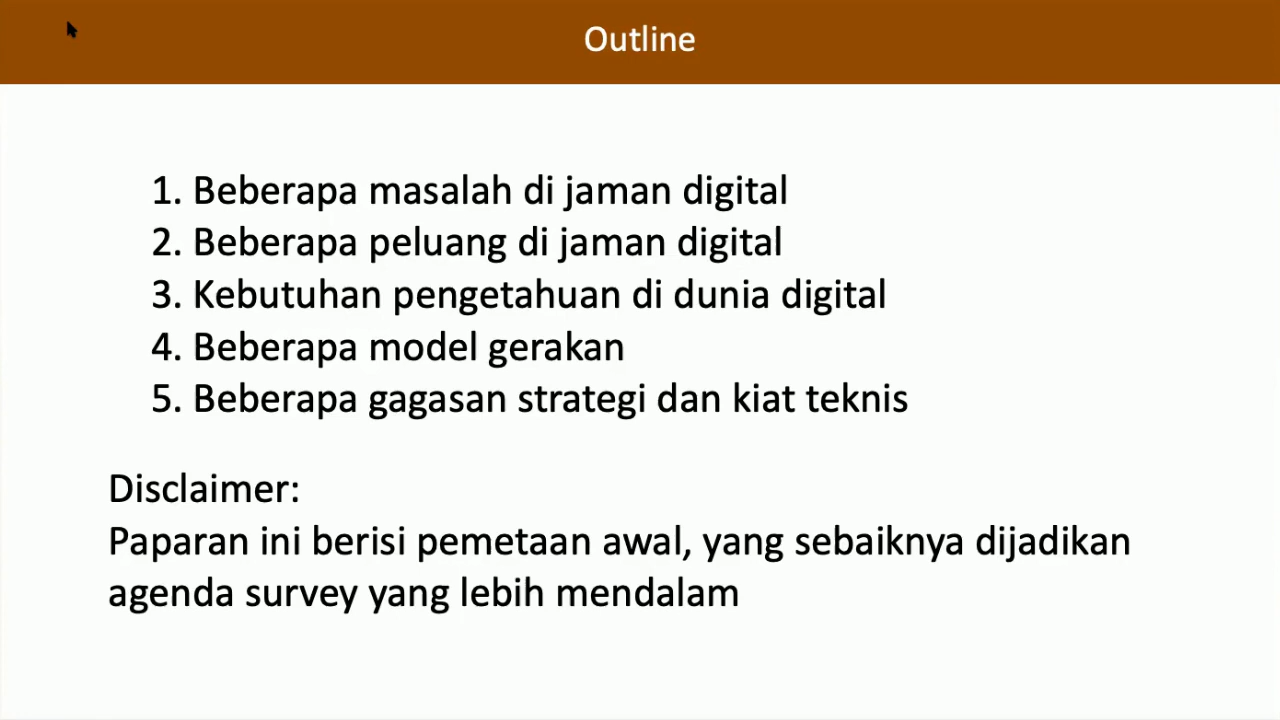 Outline
1. Beberapa masalah di jaman digital
2. Beberapa peluang di jaman digital
3. Kebutuhan pengetahuan di dunia digital
4. Beberapa model gerakan
5. Beberapa gagasan strategi dan kiat teknis
Disclaimer:
Paparan ini berisi pemetaan awal, yang sebaiknya dijadikan
agenda survey yang lebih mendalam